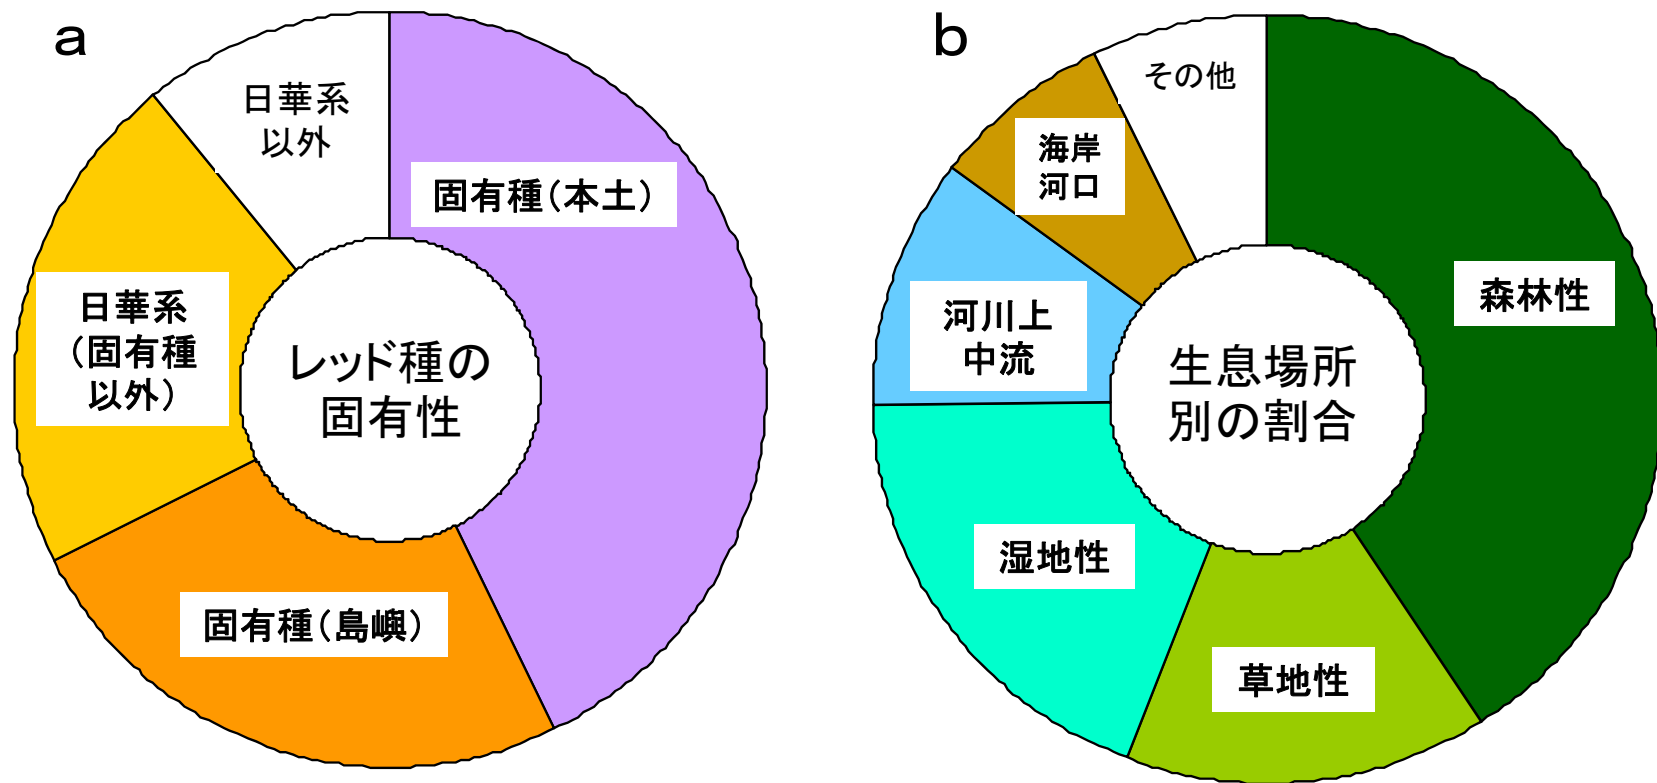 a
日華系
以外
固有種（本土）
日華系
（固有種
以外）
レッド種の
固有性
固有種（島嶼）
b
その他
海岸
河口
森林性
河川上
中流
生息場所
別の割合
湿地性
草地性